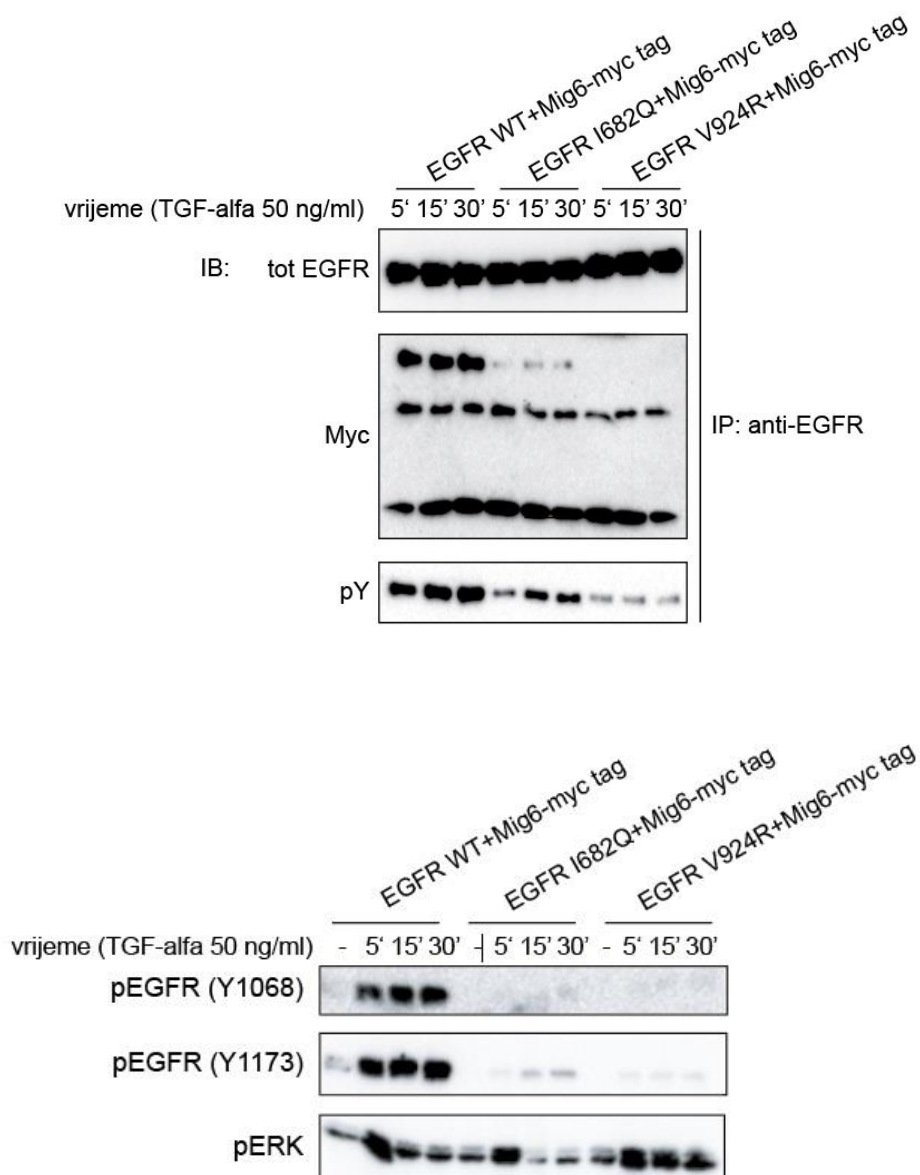 EGFR WT+Mig6-myc tag
EGFR I682Q+Mig6-myc tag
EGFR V924R+Mig6-myc tag
vrijeme (TGF-alfa 50 ng/ml) 5‘ 15’ 30’ 5‘ 15’ 30’ 5‘ 15’ 30’
IB: tot EGFR
Myc
IP: anti-EGFR
pY
EGFR WT+Mig6-myc tag
EGFR I682Q+Mig6-myc tag
EGFR V924R+Mig6-myc tag
vrijeme (TGF-alfa 50 ng/ml) - 5‘ 15’ 30’ - 5‘ 15’ 30’ - 5‘ 15’ 30’
pEGFR (Y1068)
pEGFR (Y1173)
pERK